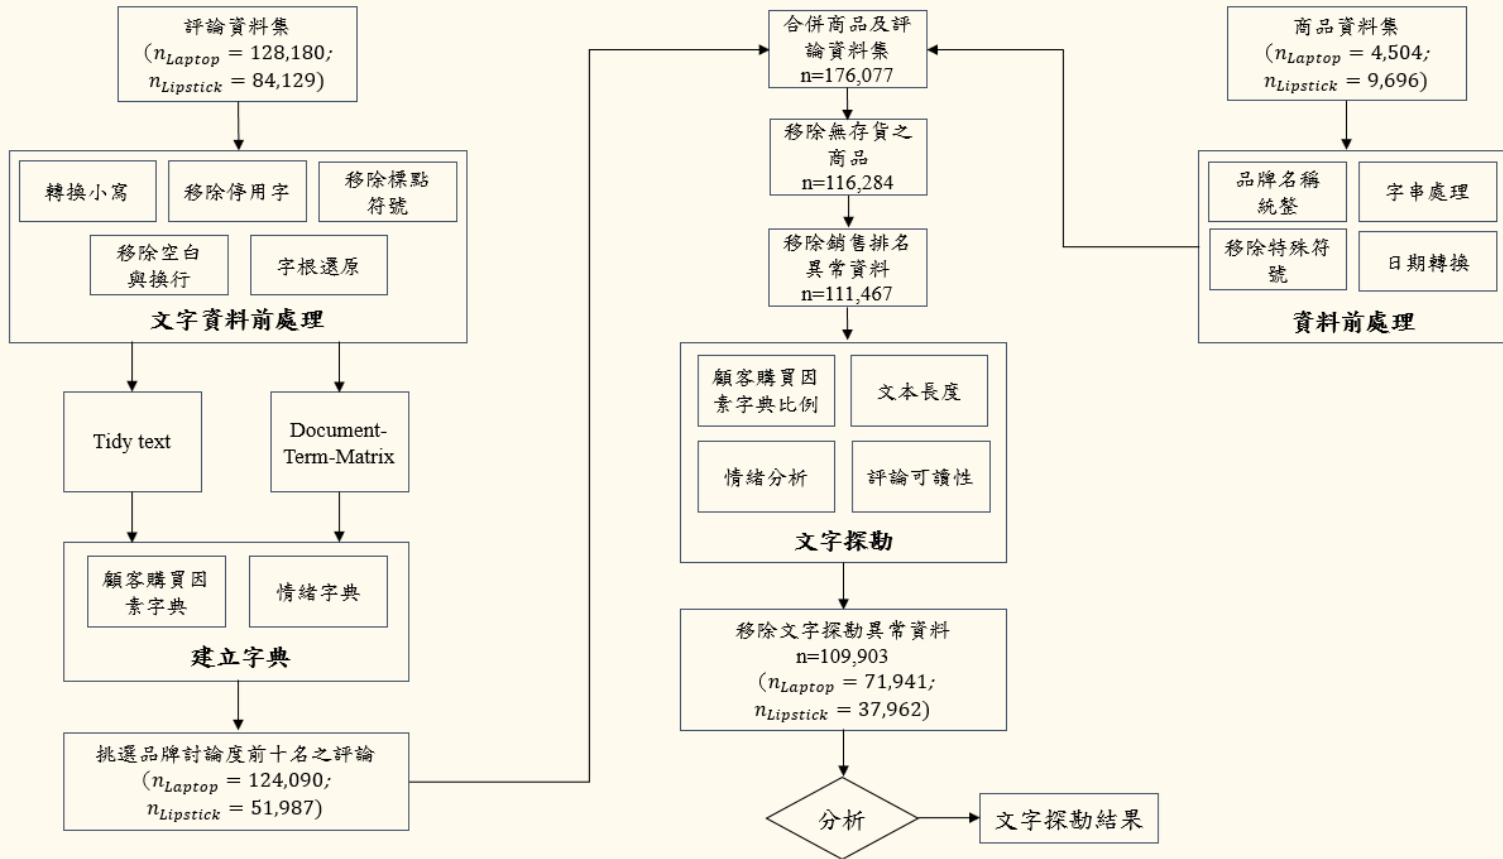 評論資料集
(n_Laptop = 128,180;
n_Lipstick = 84,129)
轉換小寫
移除停用字
移除標點
符號
移除空白
與換行
字根還原
文字資料前處理
Tidy text
Document-
Term-Matrix
顧客購買因
素字典
情緒字典
建立字典
挑選品牌討論度前十名之評論
(n_Laptop = 124,090;
n_Lipstick = 51,987)
合併商品及評
論資料集
n=176,077
移除無存貨之
商品
n=116,284
移除銷售排名
異常資料
n=111,467
顧客購買因
素字典比例
文本長度
情緒分析
評論可讀性
文字探勘
移除文字探勘異常資料
n=109,903
(n_Laptop = 71,941;
n_Lipstick = 37,962)
分析
文字探勘結果
商品資料集
(n_Laptop = 4,504;
n_Lipstick = 9,696)
品牌名稱
統整
字串處理
移除特殊符
號
日期轉換
資料前處理